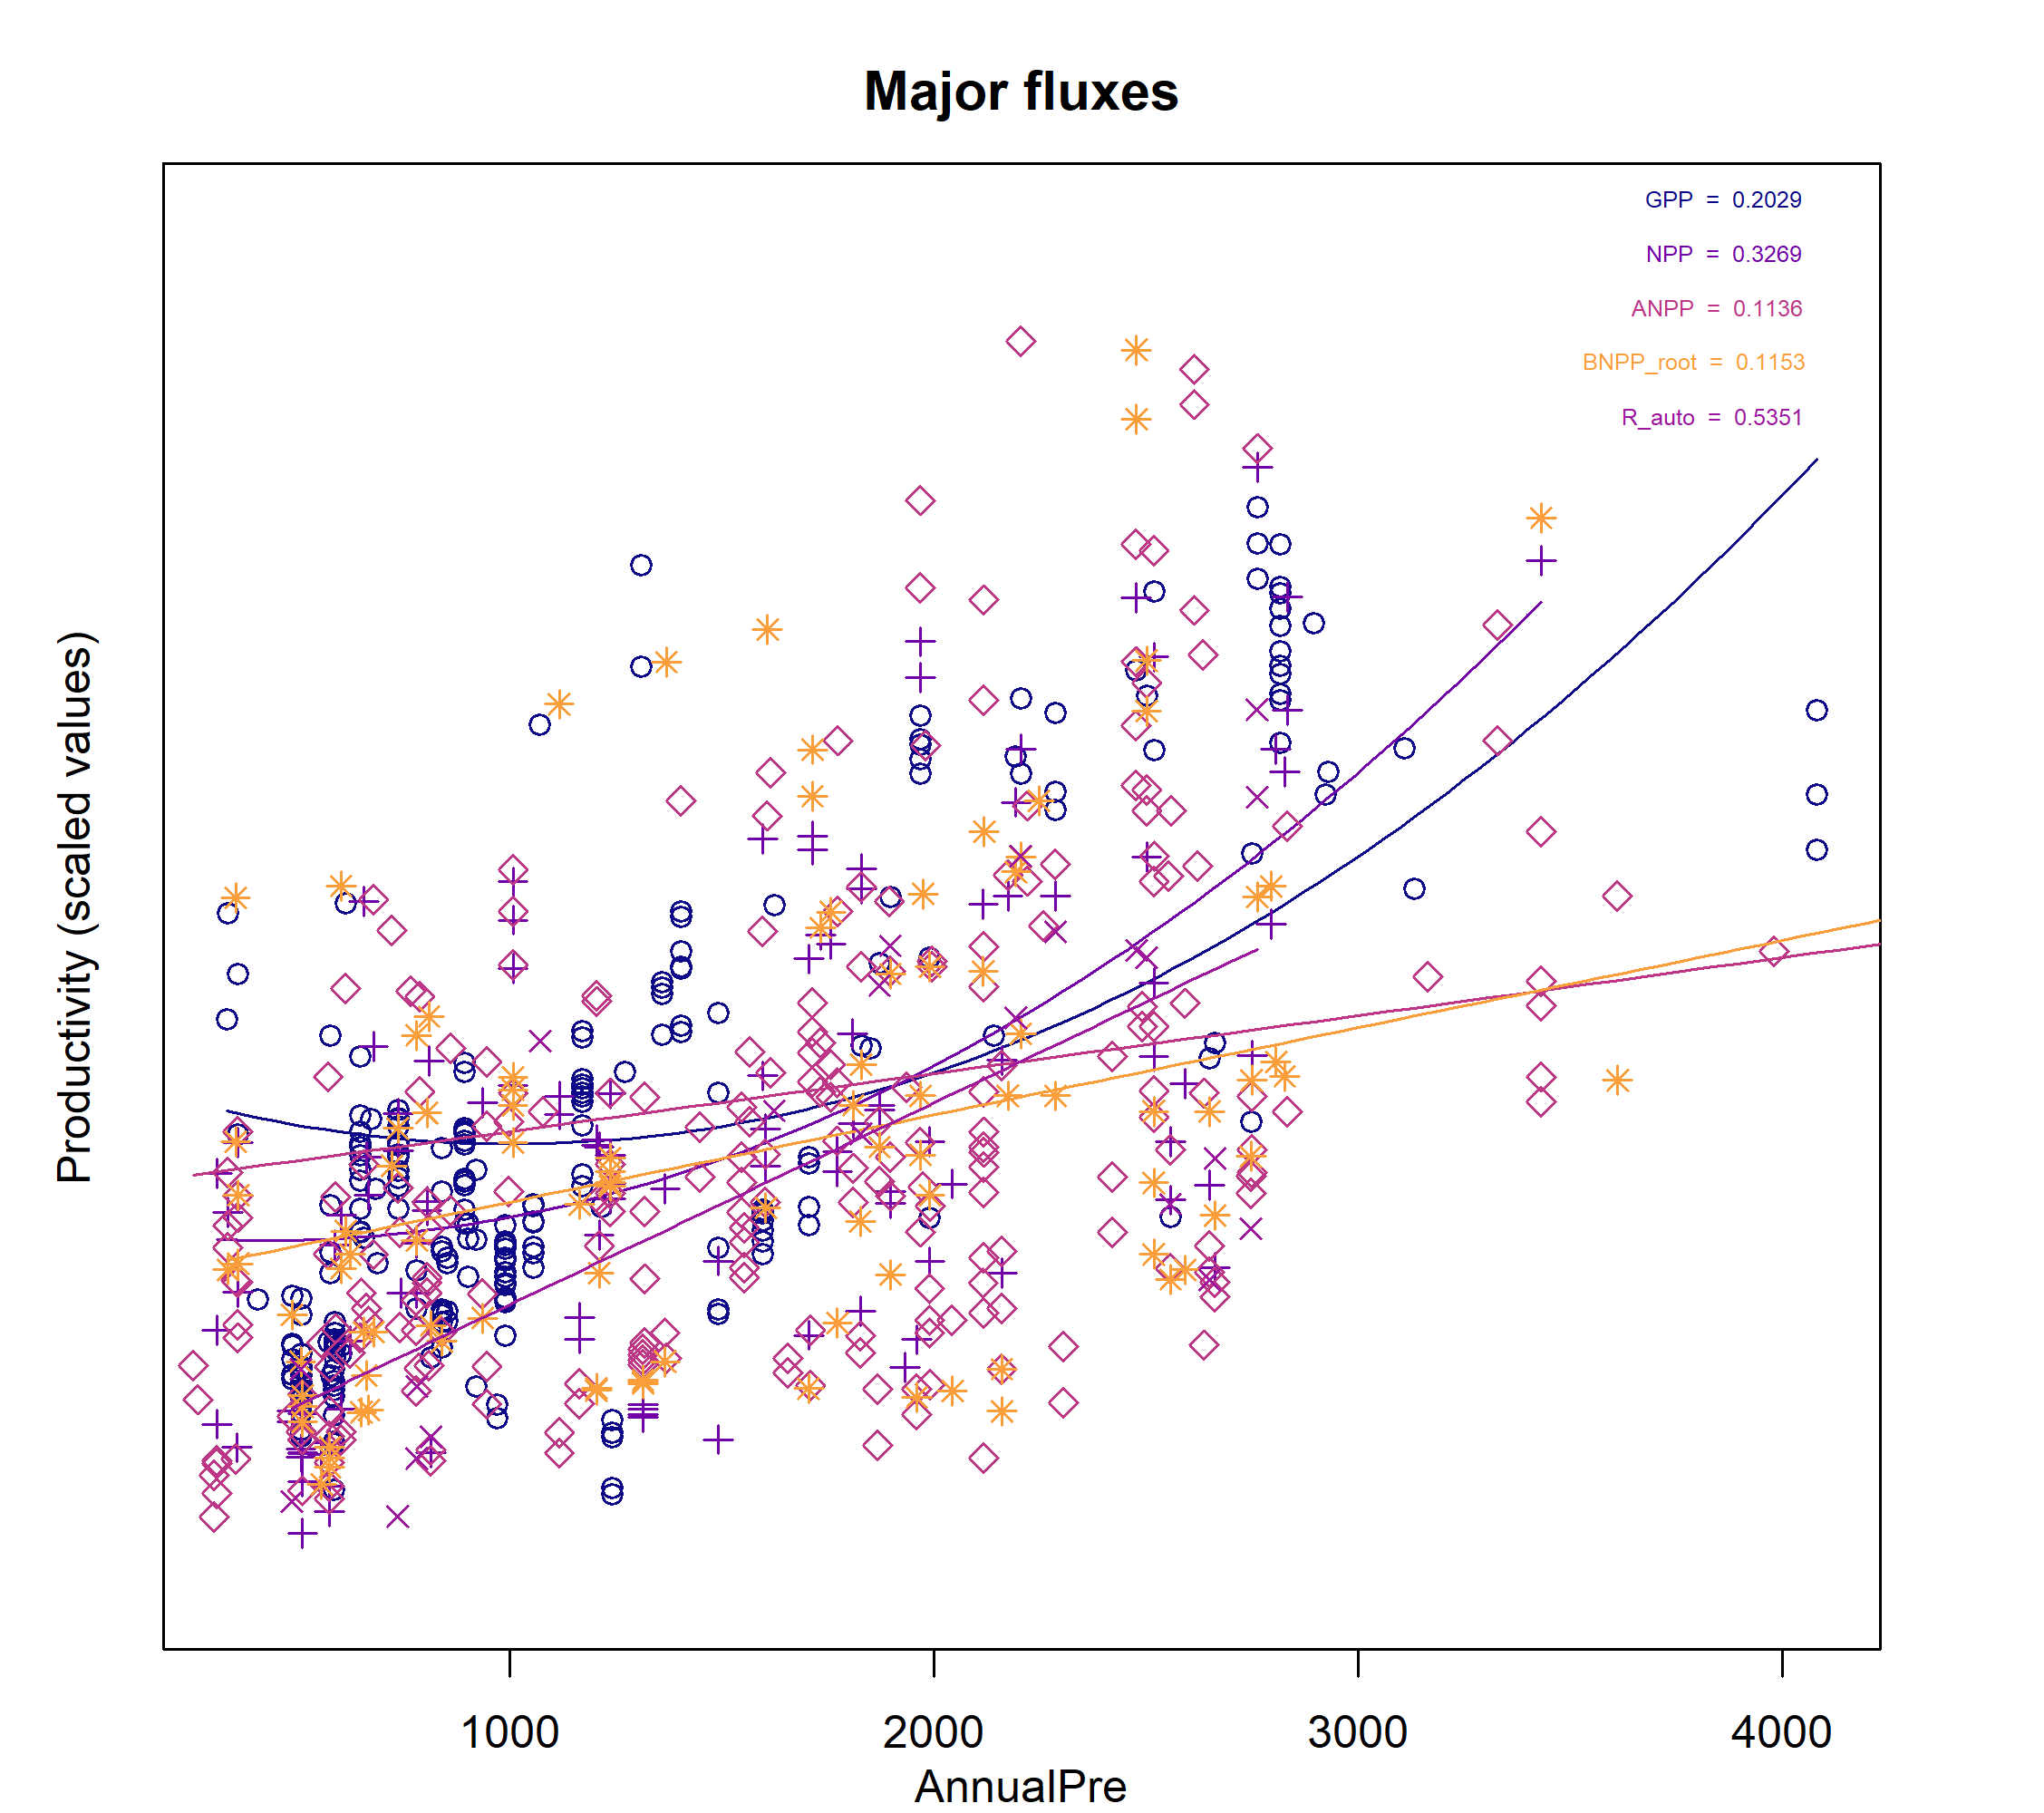 Major fluxes
GPP = 0.2029
NPP = 0.3269
ANPP = 0.1136
BNPP_root = 0.1153
R_auto = 0.5351
Productivity (scaled values)
1000 2000 3000 4000
AnnualPre